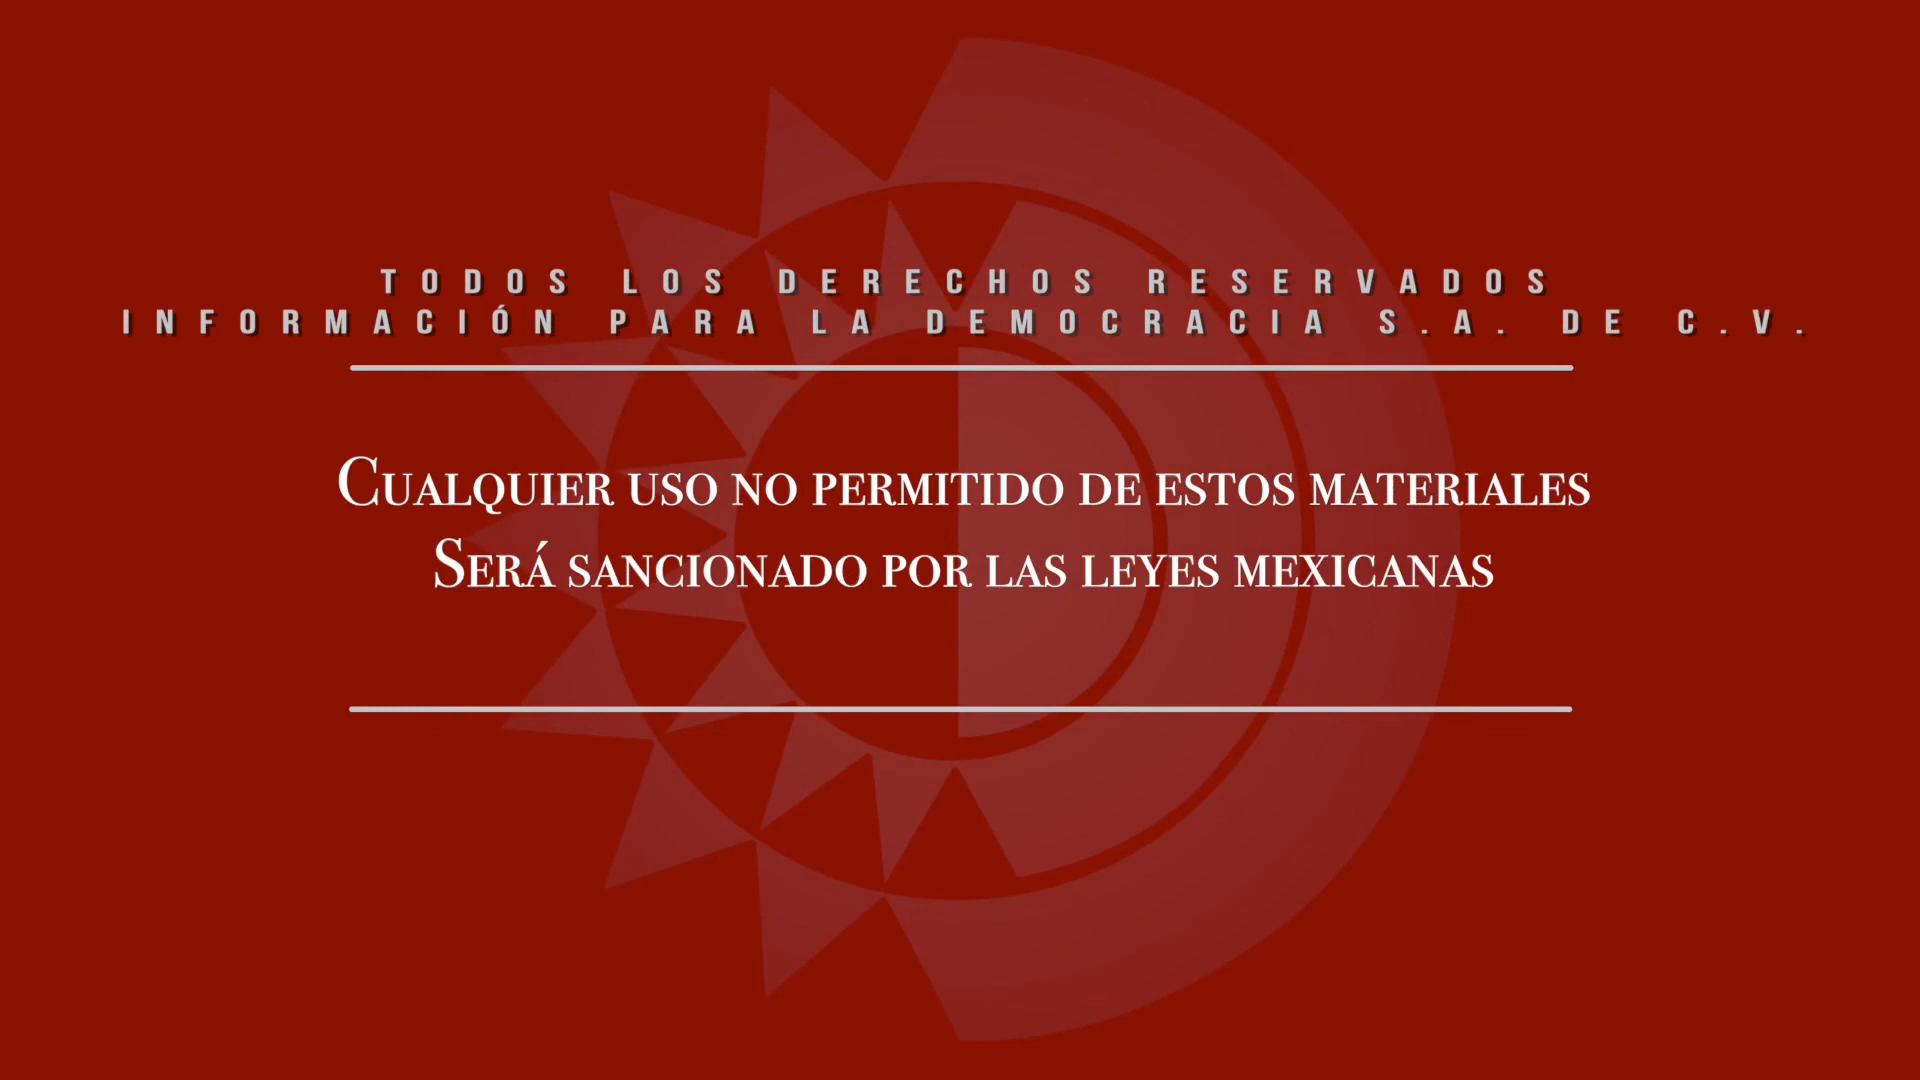 TODOS LOS DERECHOS RESERVADOS
INFORMACIÓN PARA LA DEMOCRACIA S.A. DE C.V.
Cualquier uso no permitido de estos materiales
Será sancionado por las leyes mexicanas